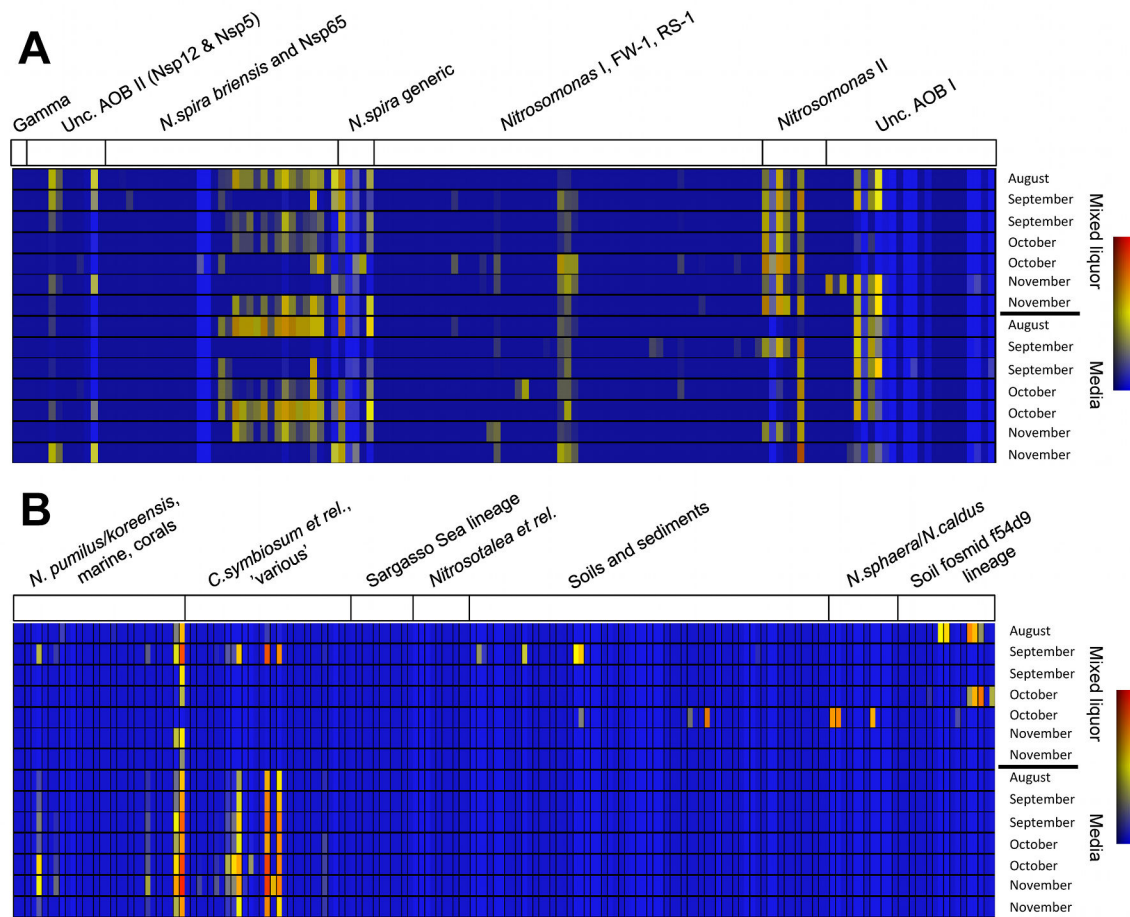 A
Gamma
Unc. AOB II (Nsp12 & Nsp5)
N.spira briensis and Nsp65
N.spira generic
Nitrosomonas I, FW-1, RS-1
Nitrosomonas II
Unc. AOB I
August
September
September
October
October
November
November
August
September
September
October
October
November
November
Mixed liquor
Media
B
N. pumilus/koreensis,
marine, corals
C.symbiosum et rel.,
'various'
Sargasso Sea lineage
Nitrosotalea et rel.
Soils and sediments
N.sphaera/N.caldus
Soil fosmid f54d9
lineage
August
September
September
October
October
November
November
August
September
September
October
October
November
November
Mixed liquor
Media